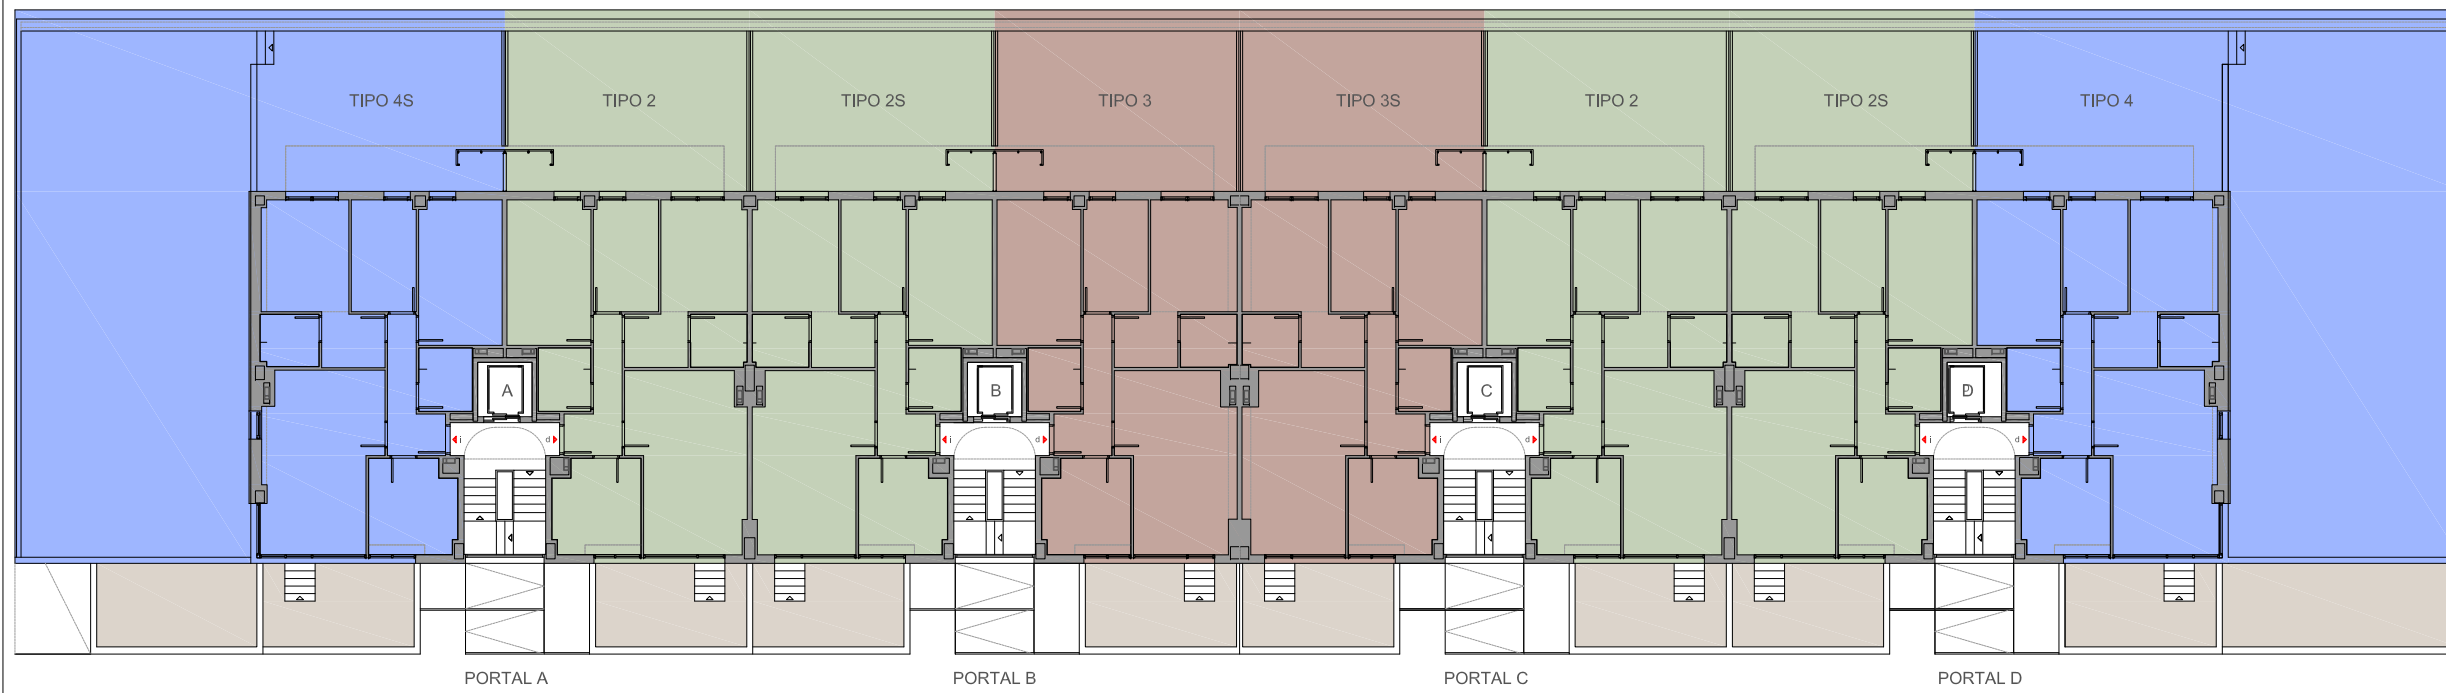 TIPO 4S TIPO 2 TIPO 2S TIPO 3 TIPO 3S TIPO 2 TIPO 2S TIPO 4
A B C D
i d i d i d i d
PORTAL A PORTAL B PORTAL C PORTAL D